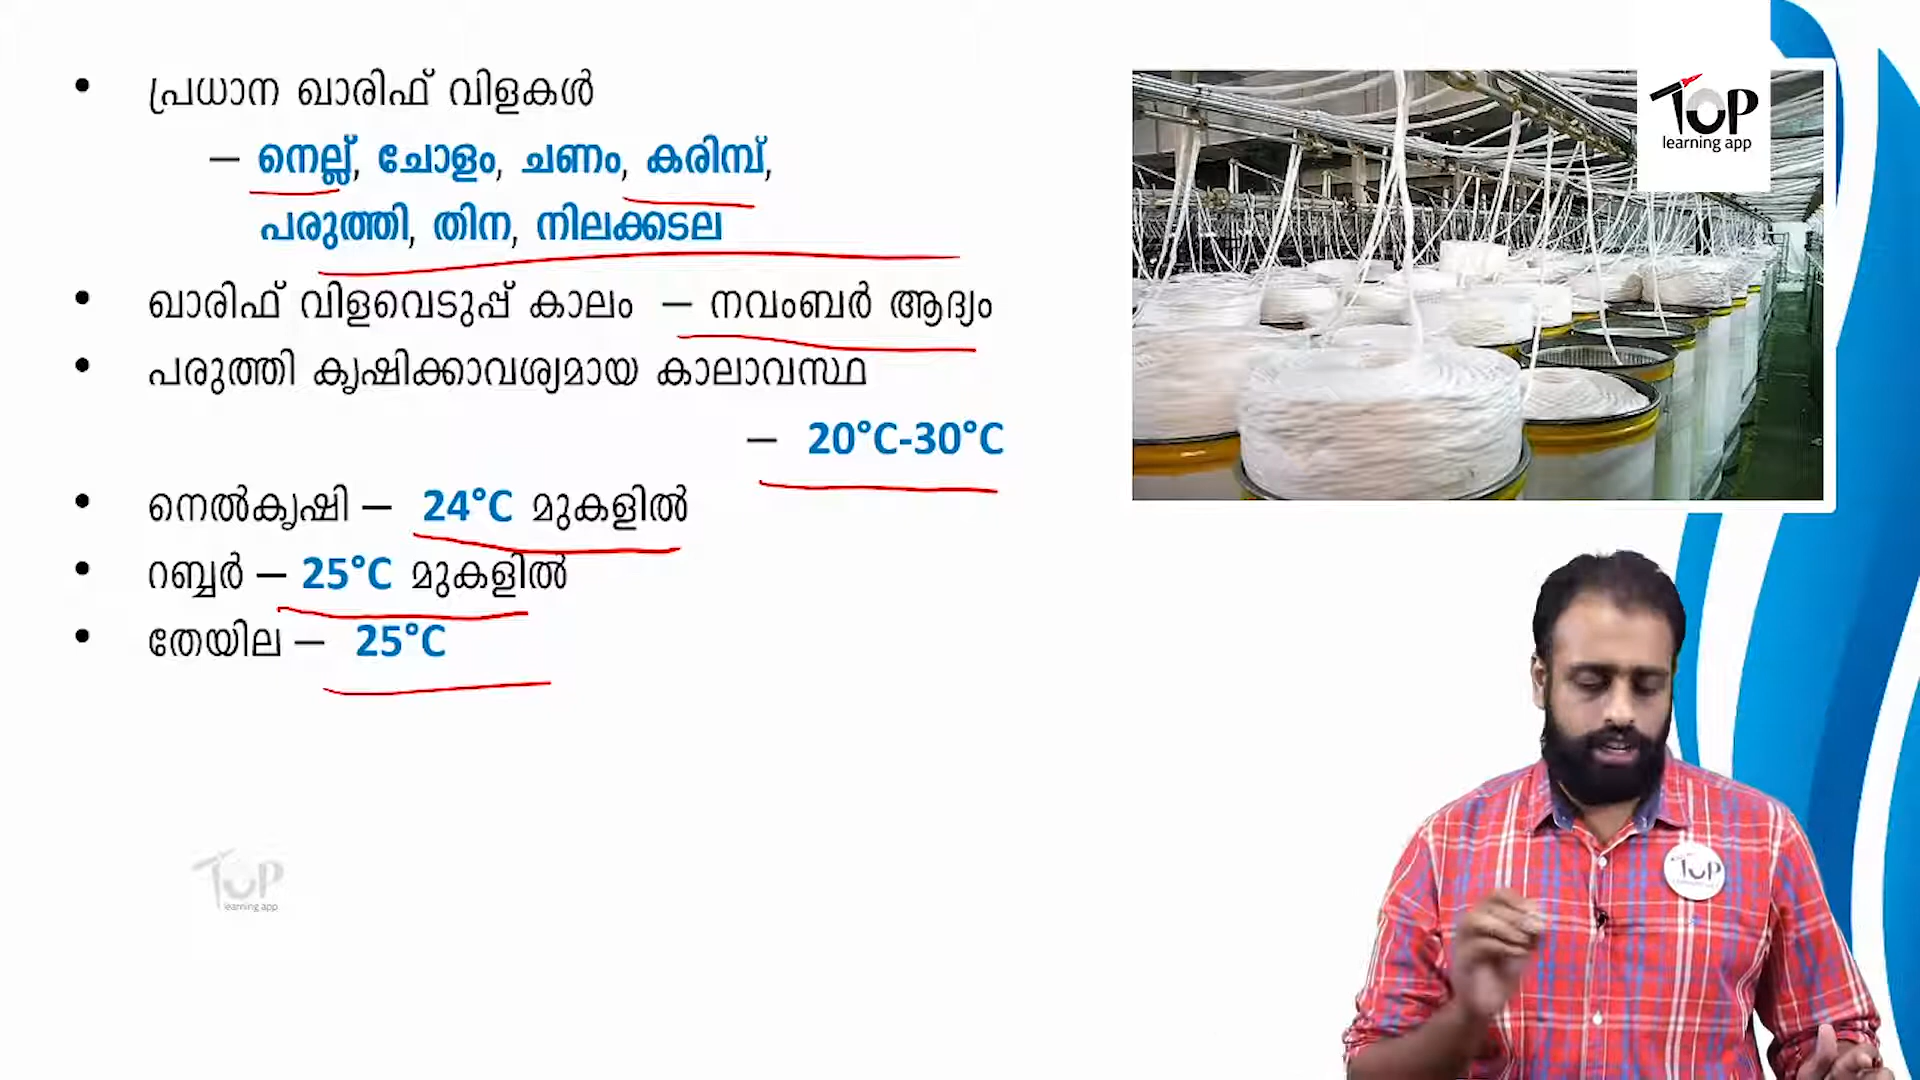 • പ്രധാന ഖാരിഫ് വിളകൾ
– നെല്ല്, ചോളം, ചണം, കരിമ്പ്,
പരുത്തി, തിന, നിലക്കടല
• ഖാരിഫ് വിളവെടുപ്പ് കാലം – നവംബർ ആദ്യം
• പരുത്തി കൃഷിക്കാവശ്യമായ കാലാവസ്ഥ
– 20°C-30°C
• നെൽകൃഷി – 24°C മുകളിൽ
• റബ്ബർ – 25°C മുകളിൽ
• തേയില – 25°C
TOP
learning app
TOP
learning app
TOP